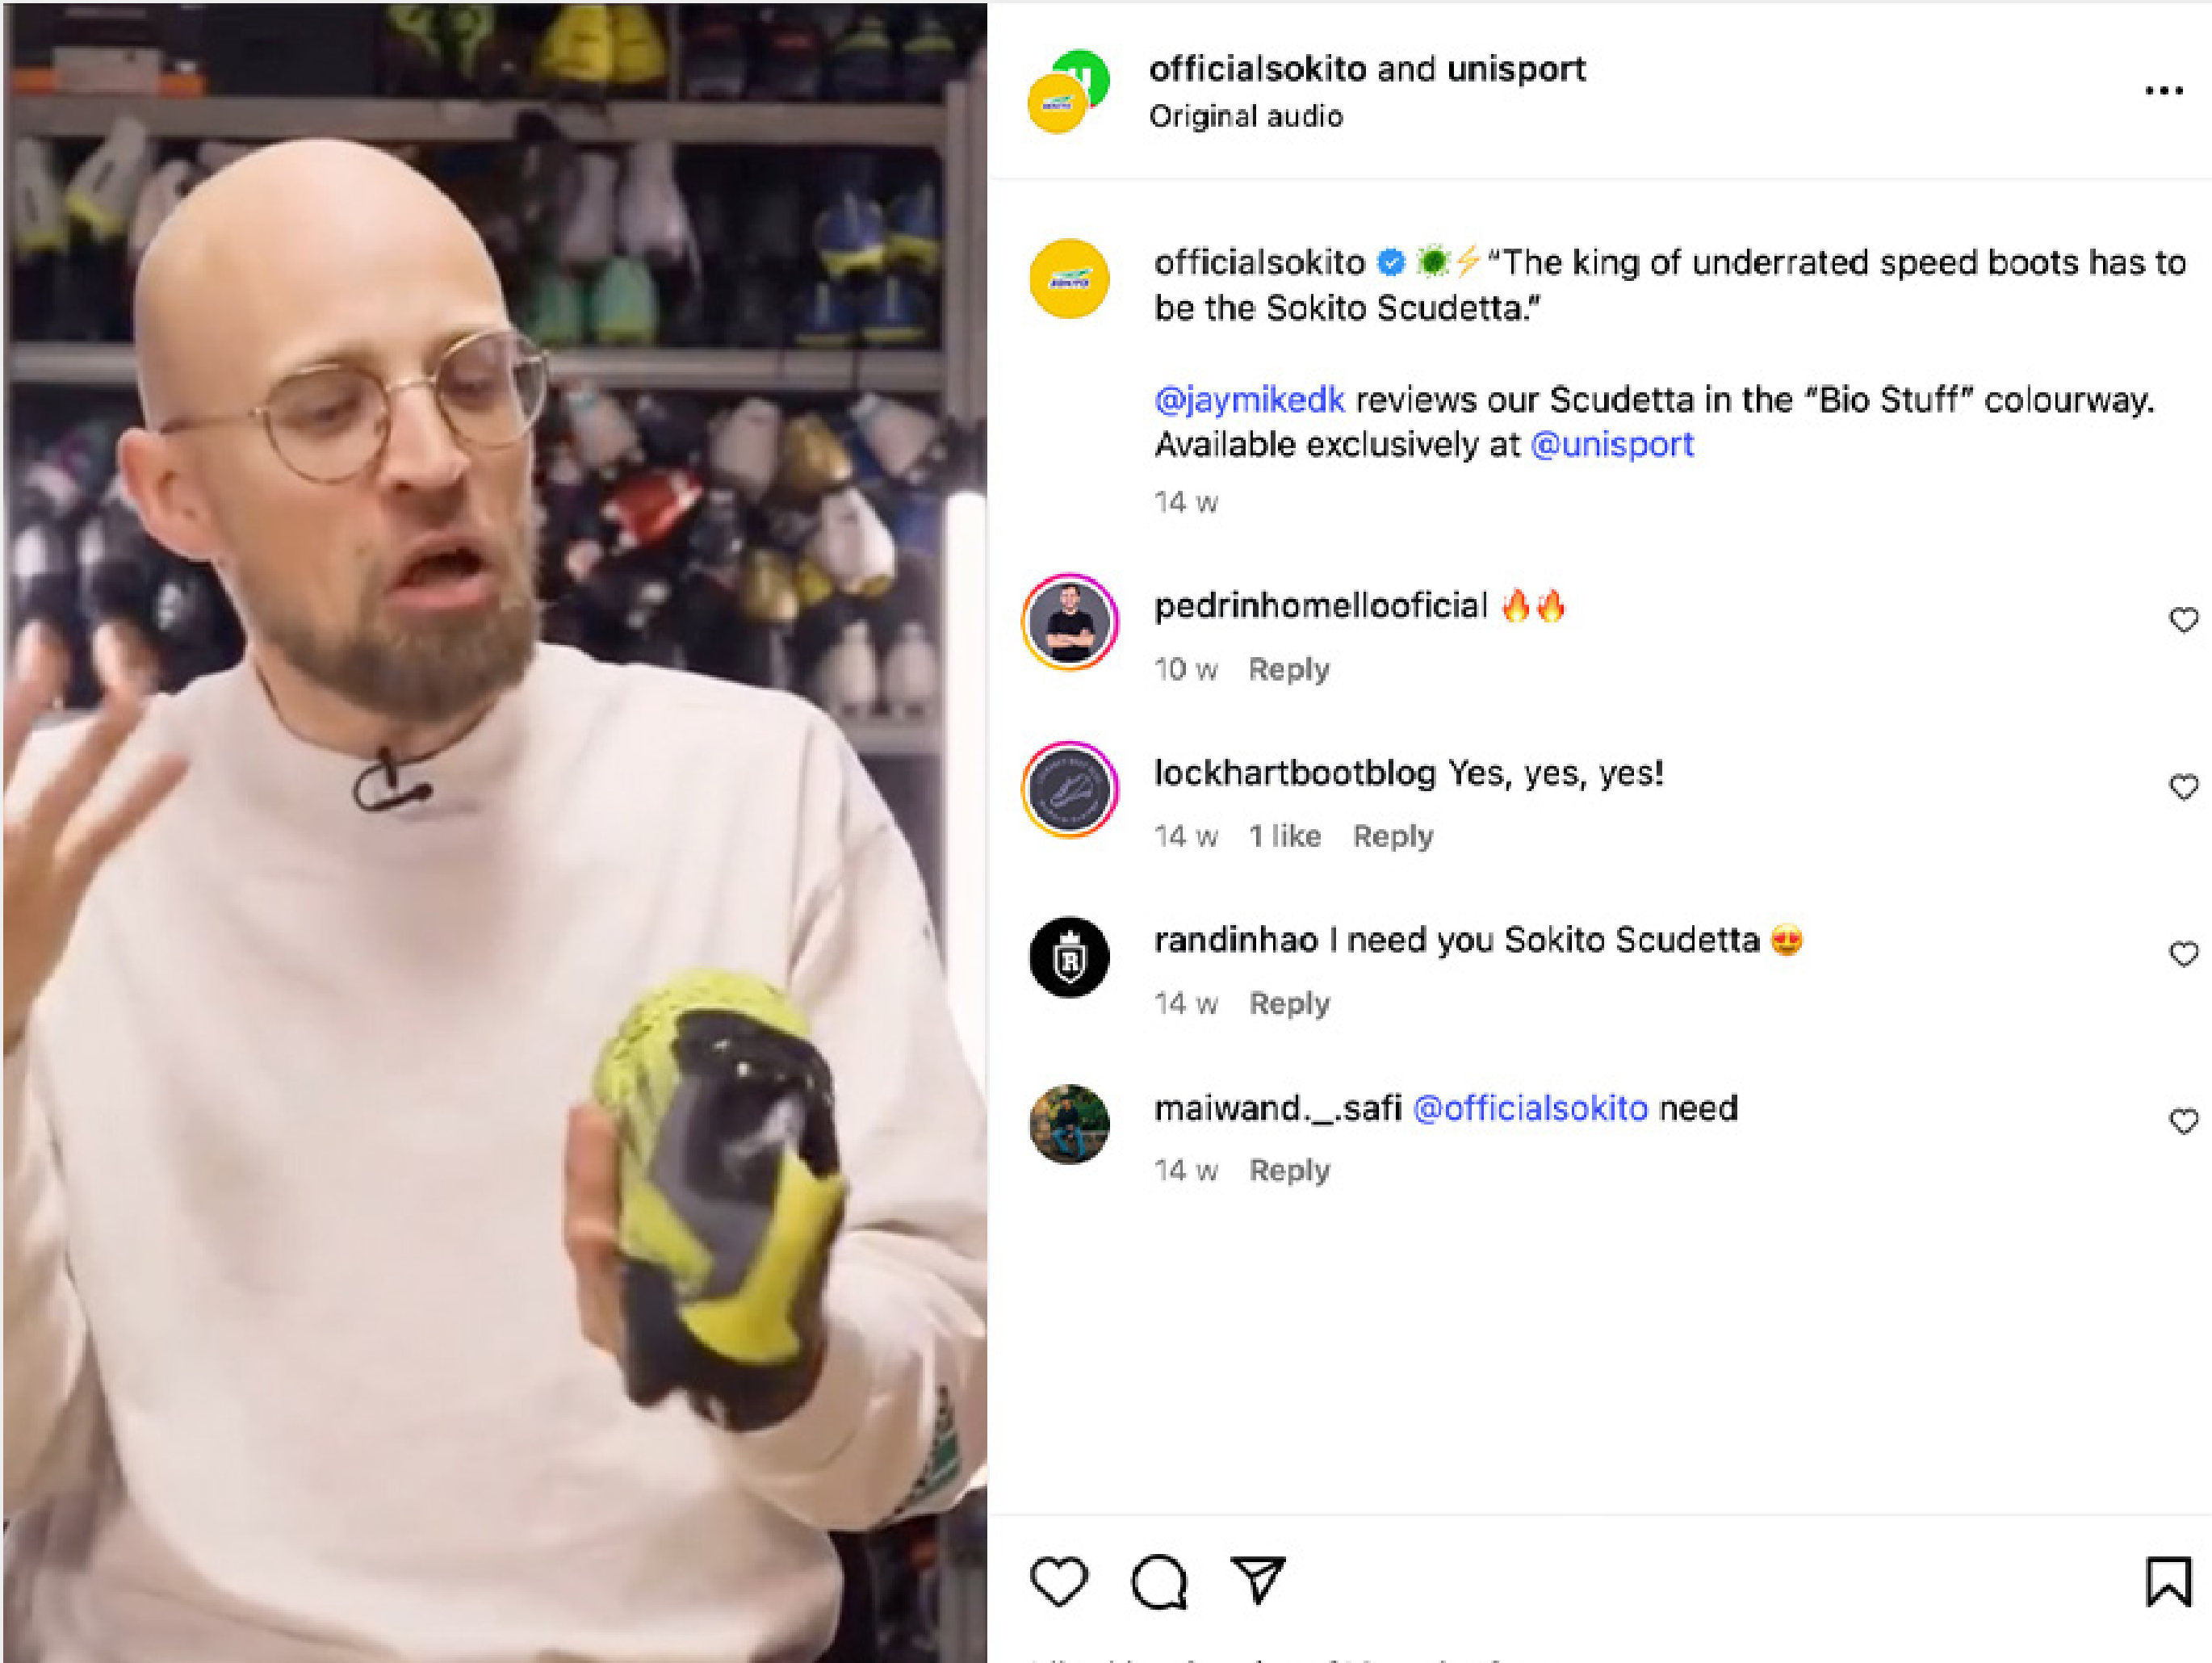 officialsokito and unisport
Original audio
officialsokito “The king of underrated speed boots has to
be the Sokito Scudetta.”
@jaymikedk reviews our Scudetta in the “Bio Stuff” colourway.
Available exclusively at @unisport
14 w
pedrinhomellooficial 🔥🔥
10 w Reply
lockhartbootblog Yes, yes, yes!
14 w 1 like Reply
randinhao I need you Sokito Scudetta 😍
14 w Reply
maiwand._.safi @officialsokito need
14 w Reply